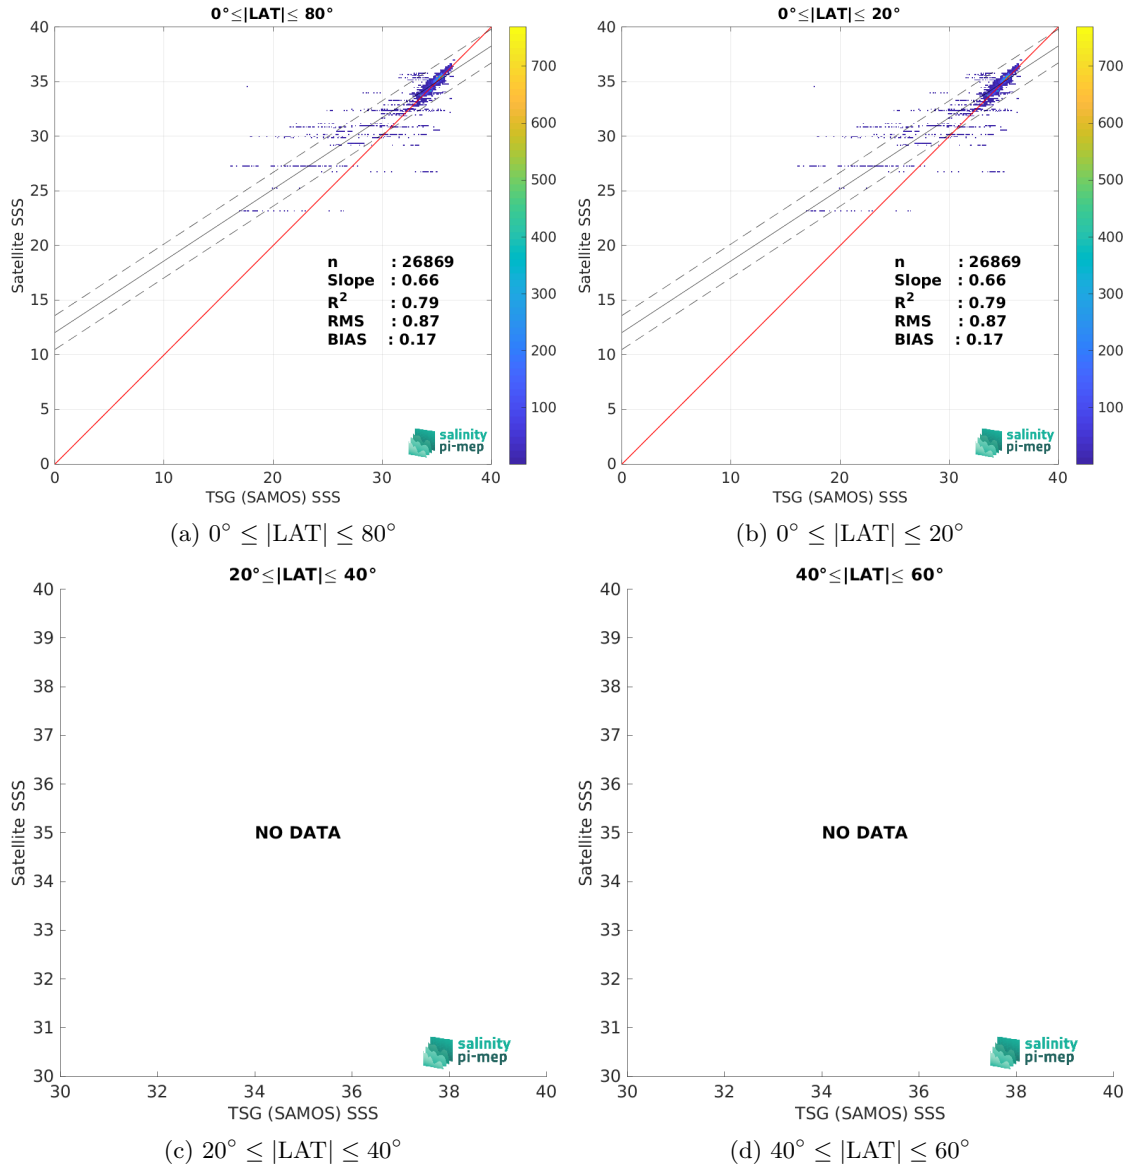 0°≤|LAT|≤ 80°
40
35
30
25
20
15
10
5
0
Satellite SSS
n : 26869
Slope : 0.66
R² : 0.79
RMS : 0.87
BIAS : 0.17
salinity
pi-mep
0 10 20 30 40
TSG (SAMOS) SSS
700
600
500
400
300
200
100
(a) 0° ≤ |LAT| ≤ 80°
0°≤|LAT|≤ 20°
40
35
30
25
20
15
10
5
0
Satellite SSS
n : 26869
Slope : 0.66
R² : 0.79
RMS : 0.87
BIAS : 0.17
salinity
pi-mep
0 10 20 30 40
TSG (SAMOS) SSS
700
600
500
400
300
200
100
(b) 0° ≤ |LAT| ≤ 20°
20°≤|LAT|≤ 40°
40
39
38
37
36
35
34
33
32
31
30
Satellite SSS
NO DATA
salinity
pi-mep
30 32 34 36 38 40
TSG (SAMOS) SSS
(c) 20° ≤ |LAT| ≤ 40°
40°≤|LAT|≤ 60°
40
39
38
37
36
35
34
33
32
31
30
Satellite SSS
NO DATA
salinity
pi-mep
30 32 34 36 38 40
TSG (SAMOS) SSS
(d) 40° ≤ |LAT| ≤ 60°